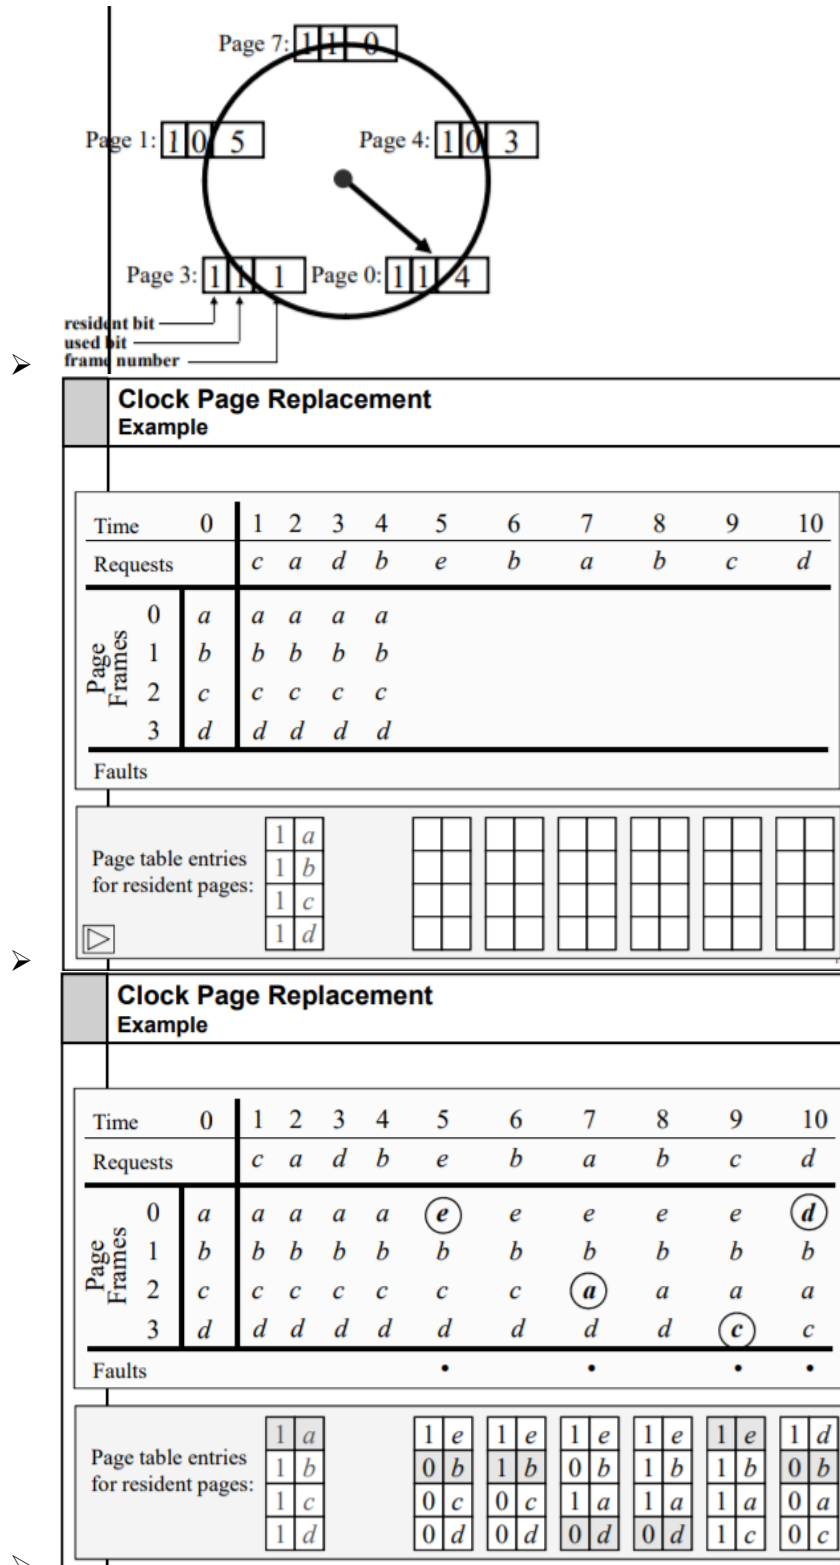 Page 7: 1 1 0
Page 1: 1 0 5
Page 4: 1 0 3
Page 3: 1 1 1
Page 0: 1 1 4
resident bit
used bit
frame number
Clock Page Replacement
Example
Time 0 1 2 3 4 5 6 7 8 9 10
Requests c a d b e b a b c d
Page Frames
0 a a a a a
1 b b b b b
2 c c c c c
3 d d d d d
Faults
Page table entries
for resident pages:
1 a
1 b
1 c
1 d
Clock Page Replacement
Example
Time 0 1 2 3 4 5 6 7 8 9 10
Requests c a d b e b a b c d
Page Frames
0 a a a a a e e e e e d
1 b b b b b b b b b b b
2 c c c c c c c a a a a
3 d d d d d d d d d c c
Faults • • • •
Page table entries
for resident pages:
1 a 1 e 1 e 1 e 1 e 1 e 1 d
1 b 0 b 1 b 0 b 1 b 1 b 0 b
1 c 0 c 0 c 1 a 1 a 1 a 0 a
1 d 0 d 0 d 0 d 0 d 1 c 0 c